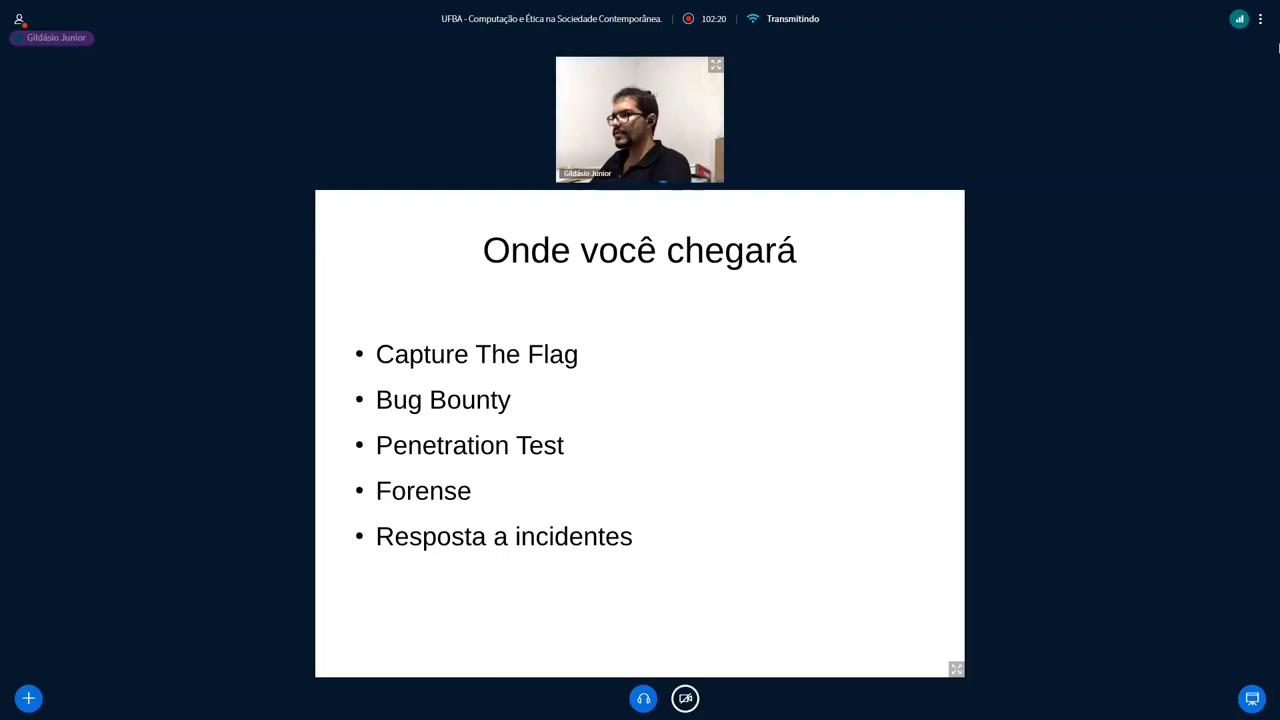 UFBA - Computação e Ética na Sociedade Contemporânea.
102:20
Transmitindo
Gildásio Junior
Gildásio Junior
Onde você chegará
• Capture The Flag
• Bug Bounty
• Penetration Test
• Forense
• Resposta a incidentes